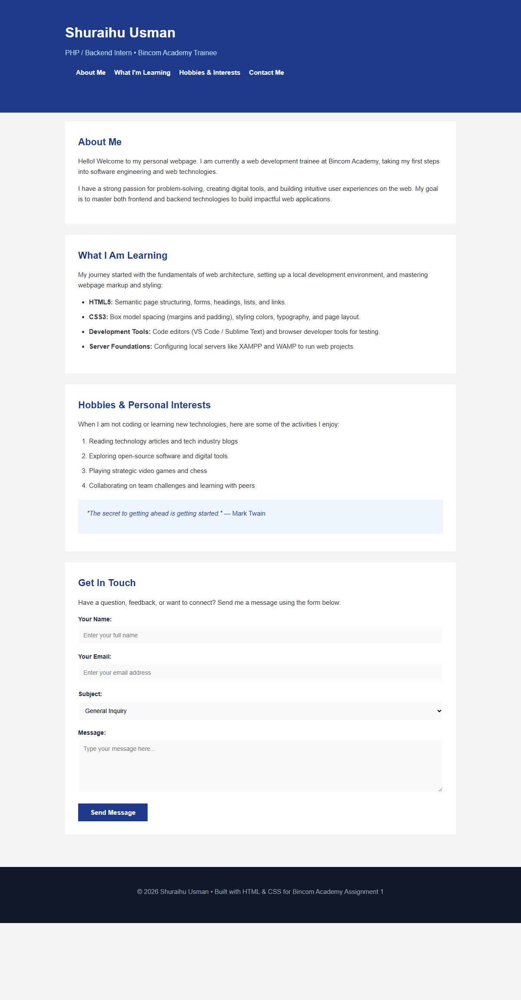 Shuraihu Usman
PHP / Backend Intern • Bincom Academy Trainee
About Me What I'm Learning Hobbies & Interests Contact Me
About Me
Hello! Welcome to my personal webpage. I am currently a web development trainee at Bincom Academy, taking my first steps
into software engineering and web technologies.
I have a strong passion for problem-solving, creating digital tools, and building intuitive user experiences on the web. My goal
is to master both frontend and backend technologies to build impactful web applications.
What I Am Learning
My journey started with the fundamentals of web architecture, setting up a local development environment, and mastering
webpage markup and styling:
• HTML5: Semantic page structuring, forms, headings, lists, and links.
• CSS3: Box model spacing (margins and padding), styling colors, typography, and page layout.
• Development Tools: Code editors (VS Code / Sublime Text) and browser developer tools for testing.
• Server Foundations: Configuring local servers like XAMPP and WAMP to run web projects.
Hobbies & Personal Interests
When I am not coding or learning new technologies, here are some of the activities I enjoy:
1. Reading technology articles and tech industry blogs
2. Exploring open-source software and digital tools
3. Playing strategic video games and chess
4. Collaborating on team challenges and learning with peers
"The secret to getting ahead is getting started." — Mark Twain
Get In Touch
Have a question, feedback, or want to connect? Send me a message using the form below:
Your Name:
Enter your full name
Your Email:
Enter your email address
Subject:
General Inquiry
Message:
Type your message here...
Send Message
© 2026 Shuraihu Usman • Built with HTML & CSS for Bincom Academy Assignment 1